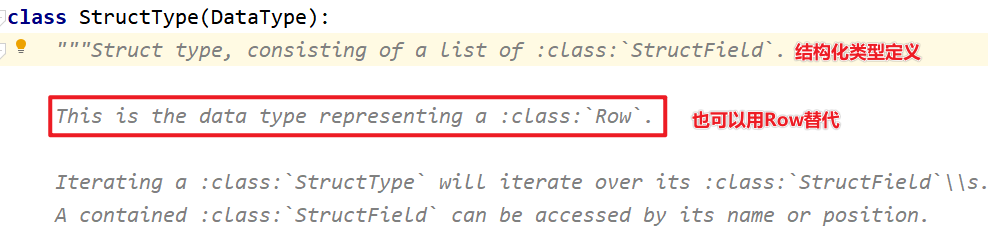 class StructType(DataType):
"""Struct type, consisting of a list of :class:`StructField`. 结构化类型定义
This is the data type representing a :class:`Row`. 也可以用Row替代
Iterating a :class:`StructType` will iterate over its :class:`StructField`\\s.
A contained :class:`StructField` can be accessed by its name or position.